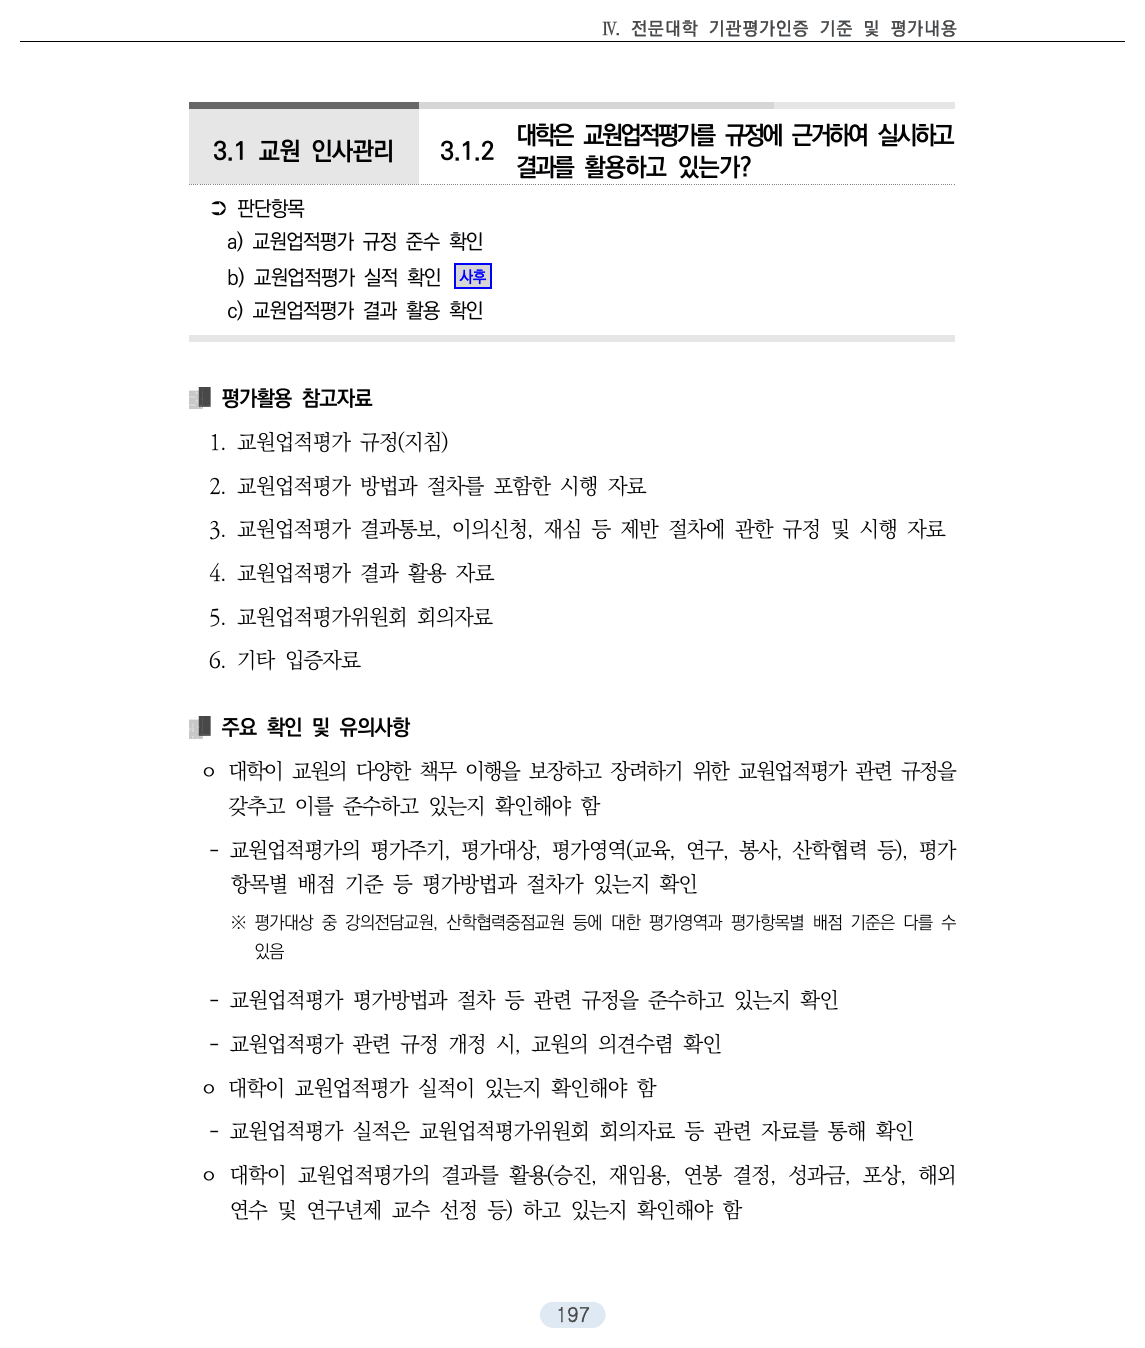 Ⅳ. 전문대학 기관평가인증 기준 및 평가내용
3.1 교원 인사관리
3.1.2
대학은 교원업적평가를 규정에 근거하여 실시하고
결과를 활용하고 있는가?
➲ 판단항목
a) 교원업적평가 규정 준수 확인
b) 교원업적평가 실적 확인 사후
c) 교원업적평가 결과 활용 확인
평가활용 참고자료
1. 교원업적평가 규정(지침)
2. 교원업적평가 방법과 절차를 포함한 시행 자료
3. 교원업적평가 결과통보, 이의신청, 재심 등 제반 절차에 관한 규정 및 시행 자료
4. 교원업적평가 결과 활용 자료
5. 교원업적평가위원회 회의자료
6. 기타 입증자료
주요 확인 및 유의사항
ㅇ 대학이 교원의 다양한 책무 이행을 보장하고 장려하기 위한 교원업적평가 관련 규정을
갖추고 이를 준수하고 있는지 확인해야 함
- 교원업적평가의 평가주기, 평가대상, 평가영역(교육, 연구, 봉사, 산학협력 등), 평가
항목별 배점 기준 등 평가방법과 절차가 있는지 확인
※ 평가대상 중 강의전담교원, 산학협력중점교원 등에 대한 평가영역과 평가항목별 배점 기준은 다를 수
있음
- 교원업적평가 평가방법과 절차 등 관련 규정을 준수하고 있는지 확인
- 교원업적평가 관련 규정 개정 시, 교원의 의견수렴 확인
ㅇ 대학이 교원업적평가 실적이 있는지 확인해야 함
- 교원업적평가 실적은 교원업적평가위원회 회의자료 등 관련 자료를 통해 확인
ㅇ 대학이 교원업적평가의 결과를 활용(승진, 재임용, 연봉 결정, 성과금, 포상, 해외
연수 및 연구년제 교수 선정 등) 하고 있는지 확인해야 함
197